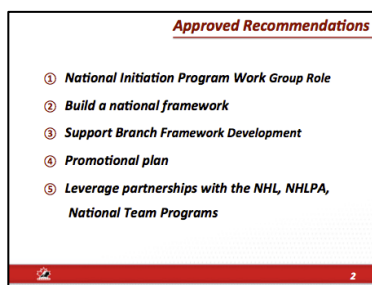 Approved Recommendations
① National Initiation Program Work Group Role
② Build a national framework
③ Support Branch Framework Development
④ Promotional plan
⑤ Leverage partnerships with the NHL, NHLPA,
National Team Programs
2